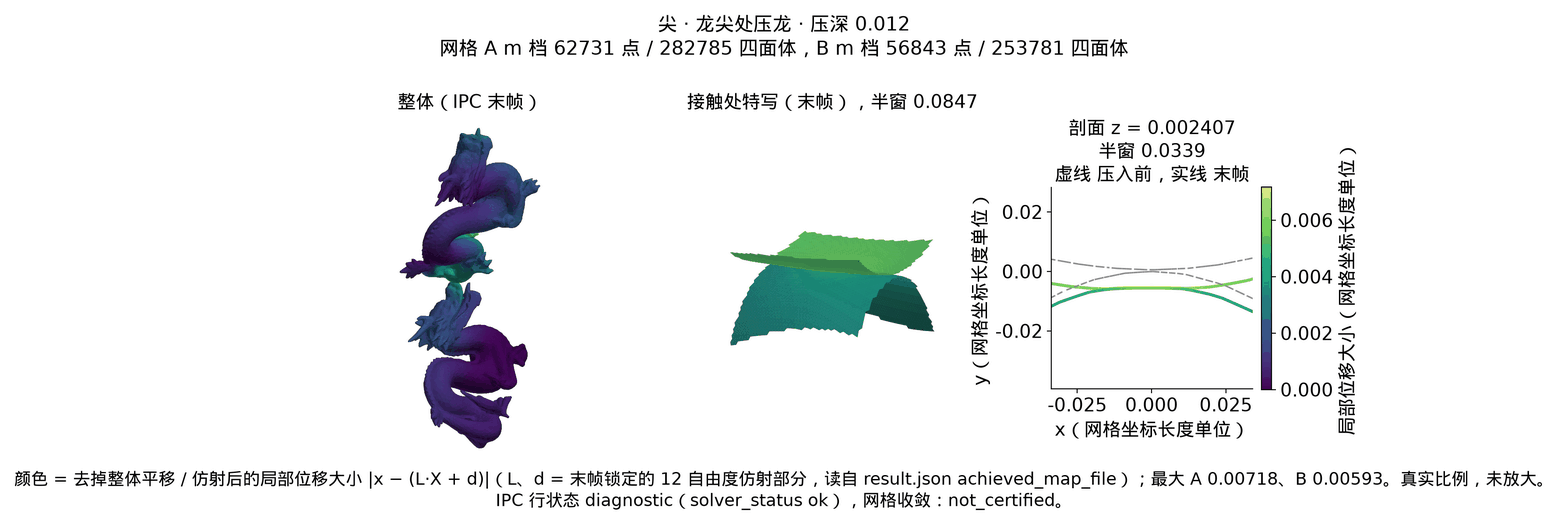 尖 · 龙尖处压龙 · 压深 0.012
网格 A m 档 62731 点 / 282785 四面体，B m 档 56843 点 / 253781 四面体
整体（IPC 末帧）
接触处特写（末帧），半窗 0.0847
剖面 z = 0.002407
半窗 0.0339
虚线 压入前，实线 末帧
y（网格坐标长度单位）
0.02
0.00
-0.02
-0.025 0.000 0.025
x（网格坐标长度单位）
0.006
0.004
0.002
0.000
局部位移大小（网格坐标长度单位）
颜色 = 去掉整体平移 / 仿射后的局部位移大小 |x − (L·X + d)|（L、d = 末帧锁定的 12 自由度仿射部分，读自 result.json achieved_map_file）；最大 A 0.00718、B 0.00593。真实比例，未放大。
IPC 行状态 diagnostic（solver_status ok），网格收敛：not_certified。